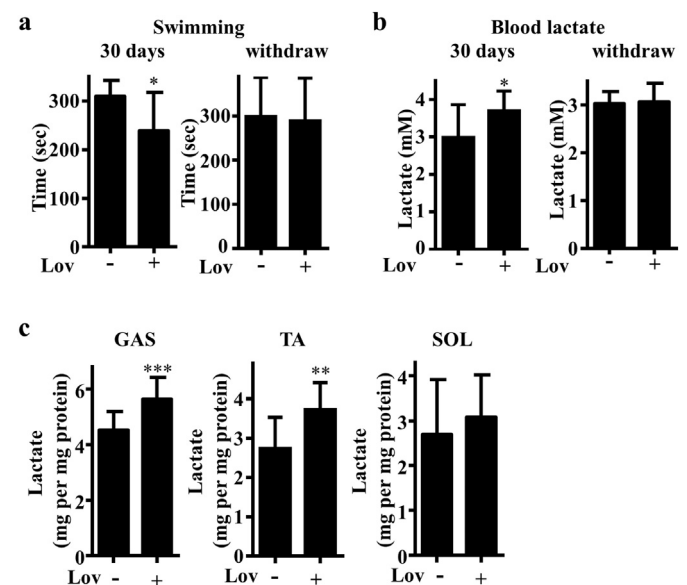 a
Swimming
30 days
withdraw
Time (sec)
300
200
100
0
*
Time (sec)
300
200
100
0
Lov - +
- +
b
Blood lactate
30 days
withdraw
Lactate (mM)
4
3
2
1
0
*
Lactate (mM)
3
2
1
0
Lov - +
Lov - +
c
GAS
Lactate
(mg per mg protein)
6
4
2
0
***
Lov - +
TA
Lactate
(mg per mg protein)
4
3
2
1
0
**
Lov - +
SOL
Lactate
(mg per mg protein)
4
3
2
1
0
Lov - +